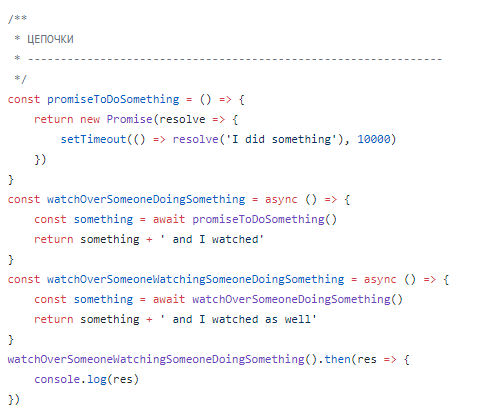 /**
 * ЦЕПОЧКИ
 * ---------------------------------------------------------------
 */
const promiseToDoSomething = () => {
    return new Promise(resolve => {
        setTimeout(() => resolve('I did something'), 10000)
    })
}
const watchOverSomeoneDoingSomething = async () => {
    const something = await promiseToDoSomething()
    return something + ' and I watched'
}
const watchOverSomeoneWatchingSomeoneDoingSomething = async () => {
    const something = await watchOverSomeoneDoingSomething()
    return something + ' and I watched as well'
}
watchOverSomeoneWatchingSomeoneDoingSomething().then(res => {
    console.log(res)
})